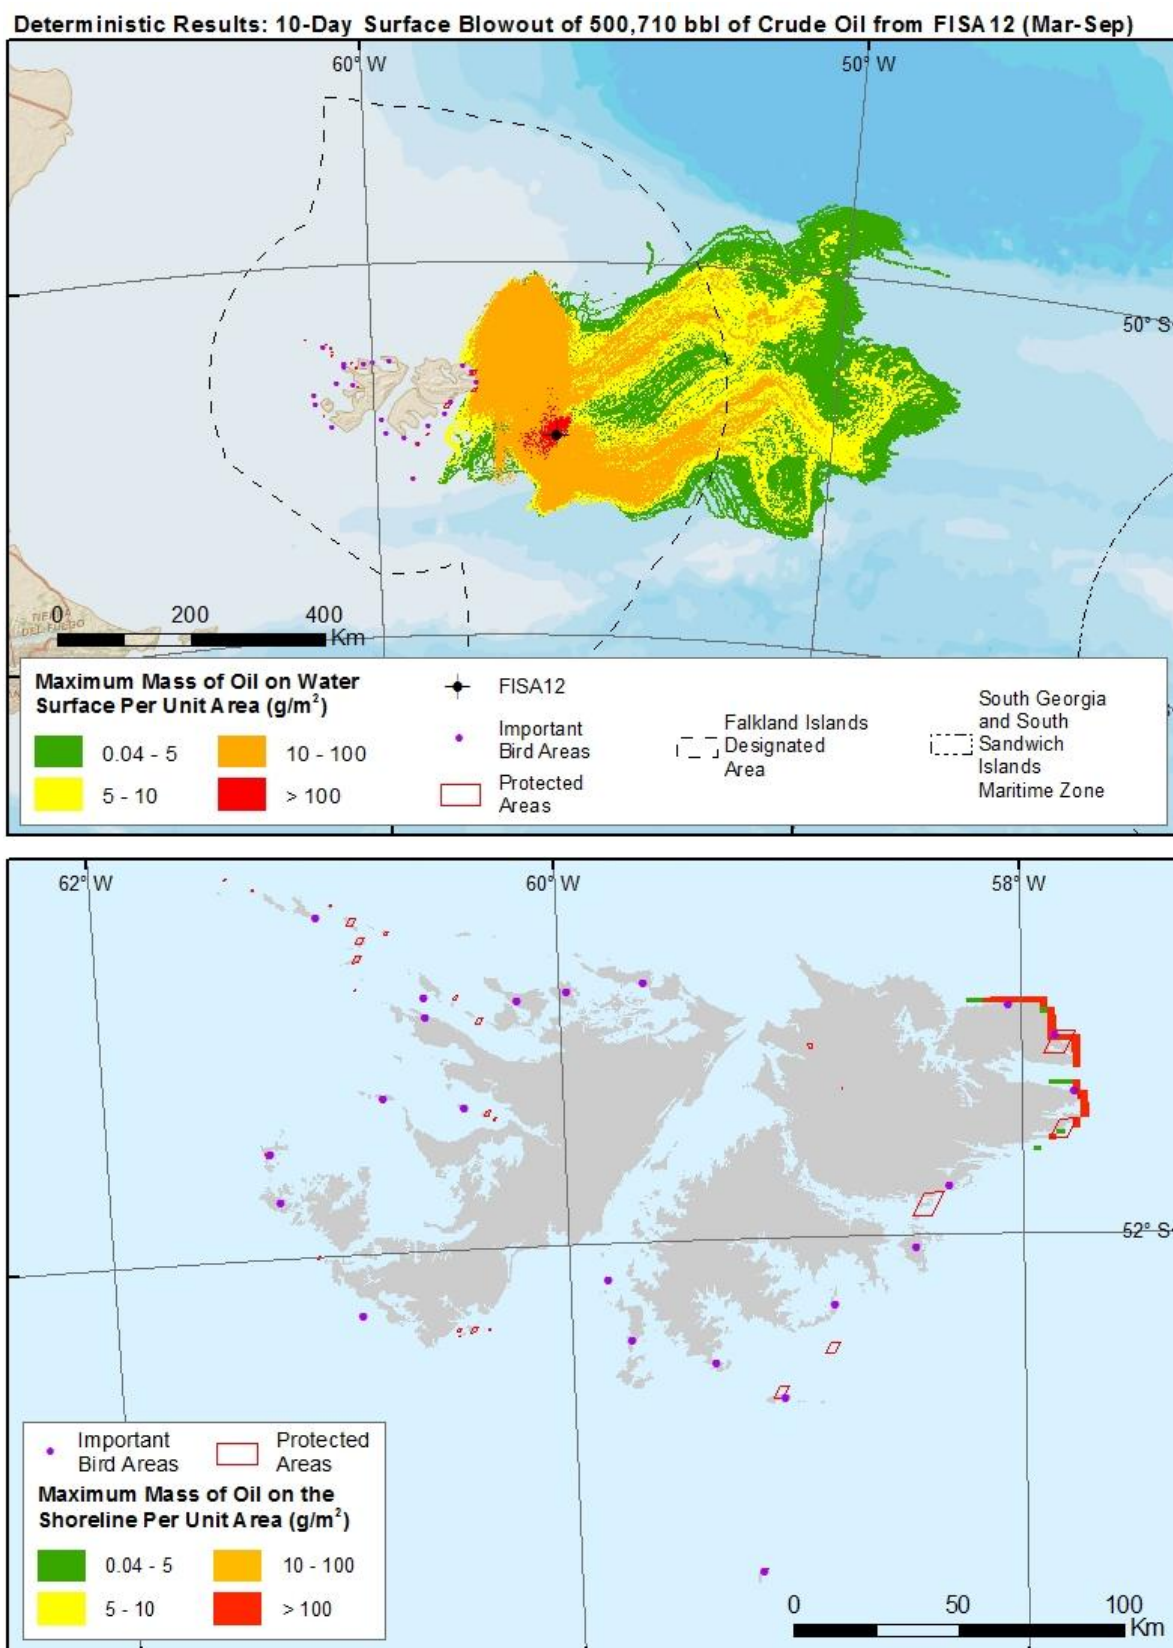 Deterministic Results: 10-Day Surface Blowout of 500,710 bbl of Crude Oil from FISA12 (Mar-Sep)
60° W
50° W
50° S
TIERRA
DEL FUEGO
0 200 400
Km
Maximum Mass of Oil on Water
Surface Per Unit Area (g/m²)
0.04 - 5
10 - 100
5 - 10
> 100
FISA12
Important
Bird Areas
Protected
Areas
Falkland Islands
Designated
Area
South Georgia
and South
Sandwich
Islands
Maritime Zone
62° W
60° W
58° W
52° S
Important
Bird Areas
Protected
Areas
Maximum Mass of Oil on the
Shoreline Per Unit Area (g/m²)
0.04 - 5
10 - 100
5 - 10
> 100
0 50 100
Km